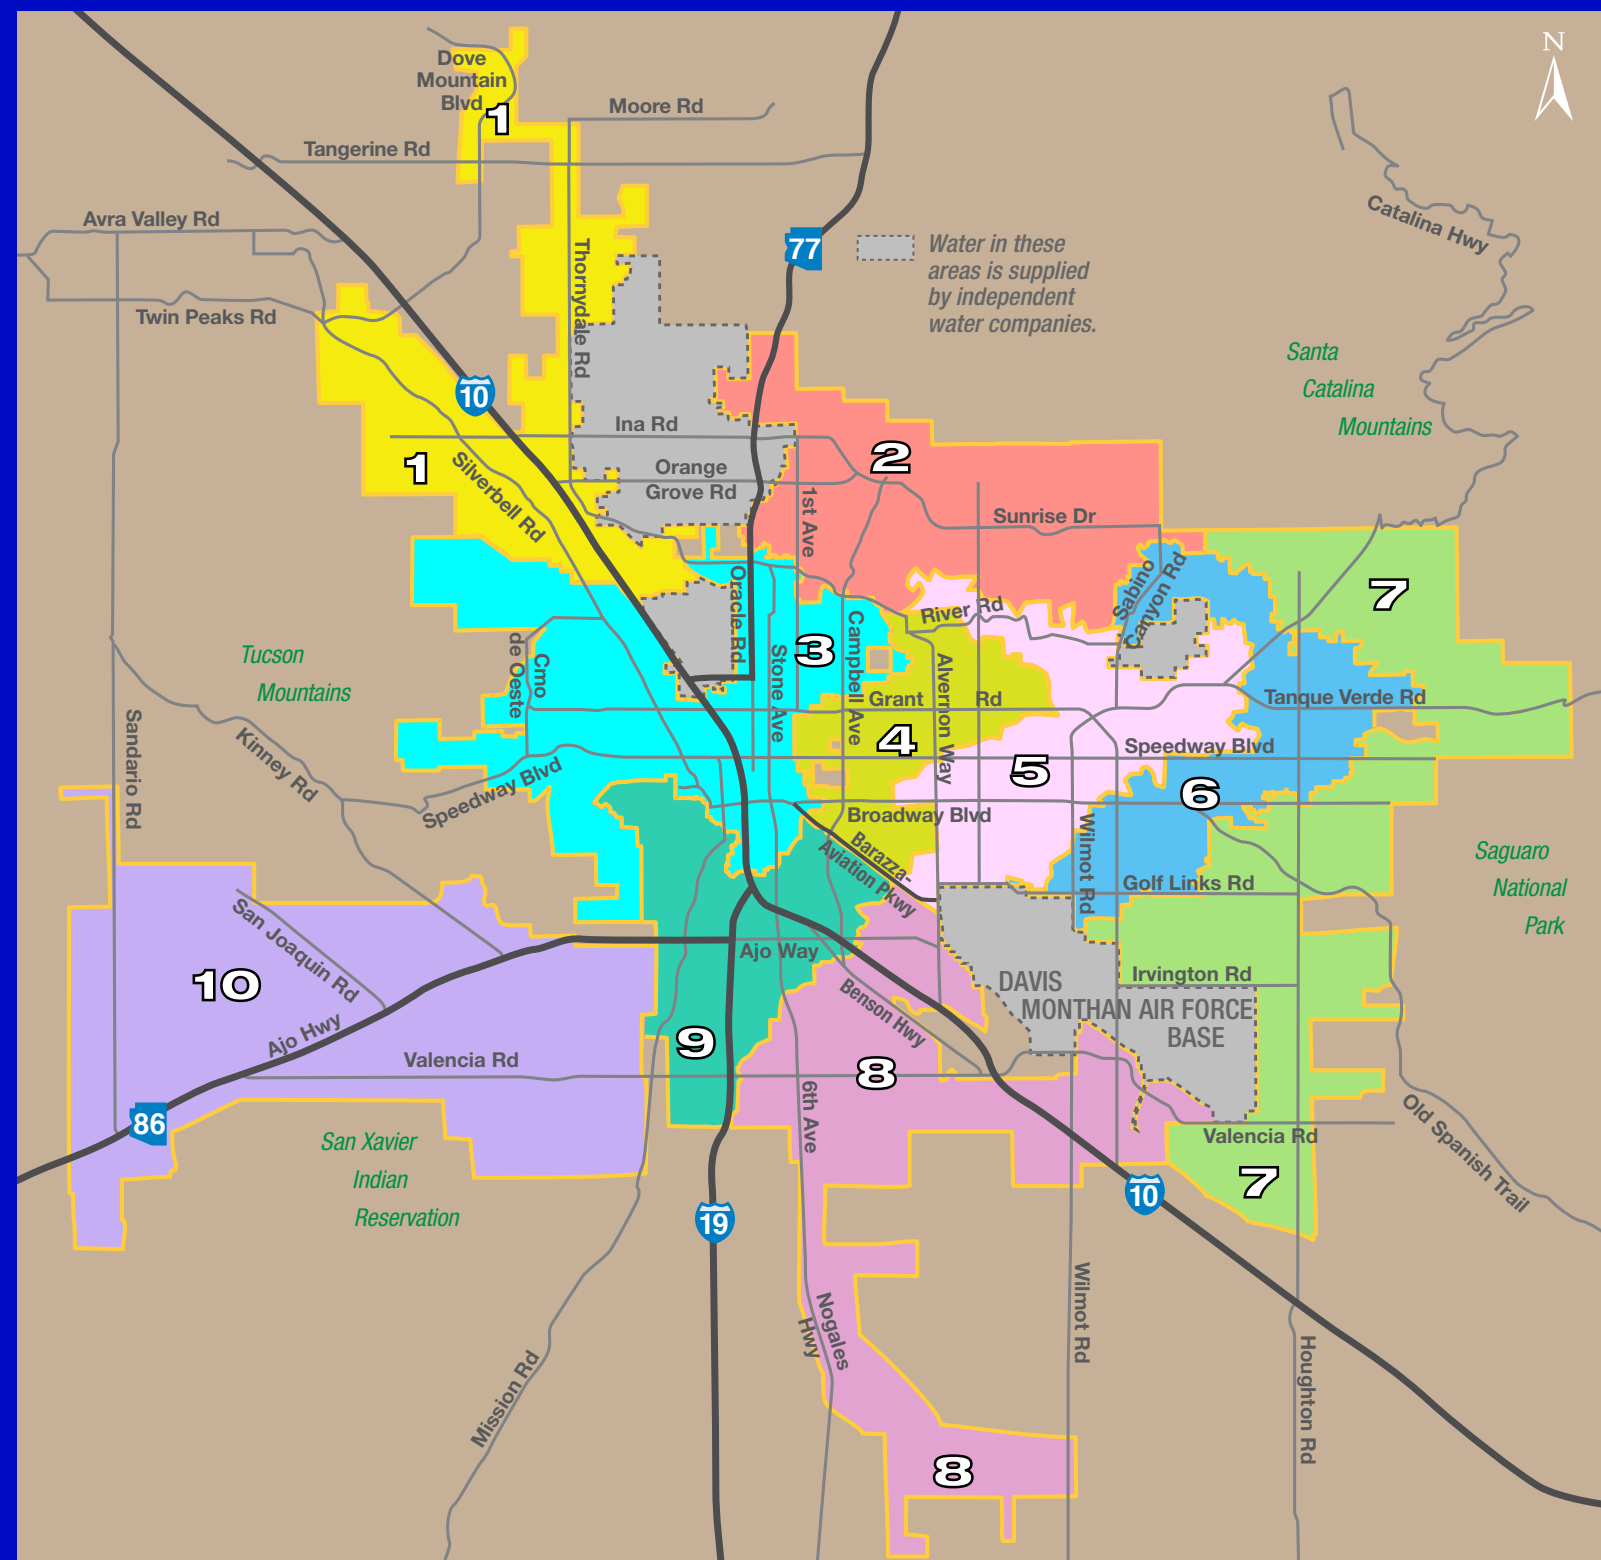 N
Dove
Mountain
Blvd
1
Moore Rd
Tangerine Rd
Avra Valley Rd
77
Water in these
areas is supplied
by independent
water companies.
Catalina Hwy
Thornydale Rd
Twin Peaks Rd
Santa
Catalina
Mountains
10
Ina Rd
1
Silverbell Rd
Orange
Grove Rd
2
1st Ave
Sunrise Dr
7
Sabino
Canyon Rd
River Rd
Oracle Rd
3
Campbell Ave
Stone Ave
Alvernon Way
Tucson
Mountains
Cmo
de Oeste
Grant Rd
Tanque Verde Rd
Sandario Rd
Kinney Rd
4
5
Speedway Blvd
6
Speedway Blvd
Broadway Blvd
Wilmot Rd
Barazza-
Aviation Pkwy
Golf Links Rd
Saguaro
National
Park
San Joaquin Rd
10
Ajo Way
Irvington Rd
DAVIS
MONTHAN AIR FORCE
BASE
Benson Hwy
Ajo Hwy
9
Valencia Rd
8
86
6th Ave
Valencia Rd
Old Spanish Trail
San Xavier
Indian
Reservation
7
10
19
Nogales
Hwy
Wilmot Rd
Houghton Rd
Mission Rd
8